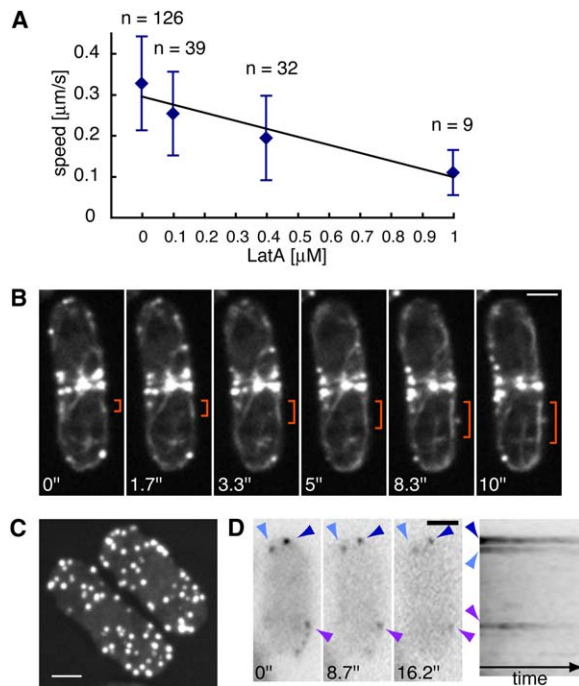 A
n = 126
n = 39
n = 32
n = 9
speed [µm/s]
0.4
0.3
0.2
0.1
0
0 0.1 0.2 0.3 0.4 0.5 0.6 0.7 0.8 0.9 1
LatA [µM]
B
0" 1.7" 3.3" 5" 8.3" 10"
C
D
0" 8.7" 16.2"
time